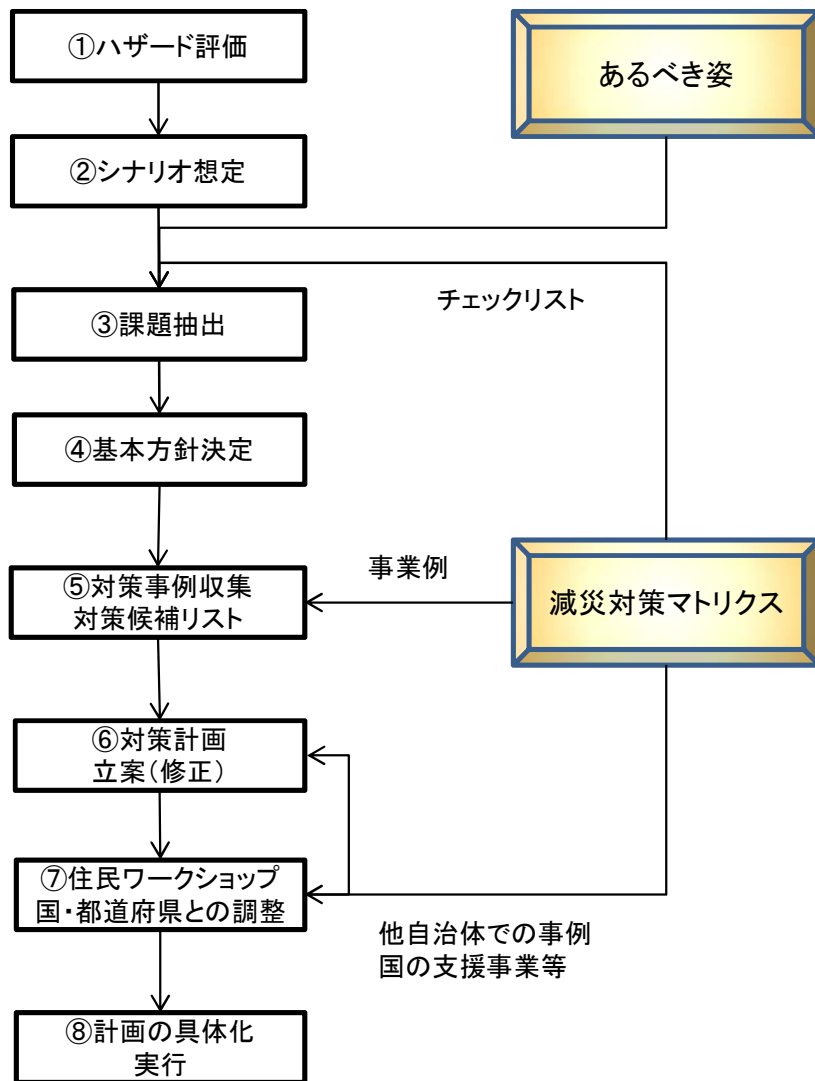 ①ハザード評価
あるべき姿
②シナリオ想定
チェックリスト
③課題抽出
④基本方針決定
事業例
⑤対策事例収集
対策候補リスト
減災対策マトリクス
⑥対策計画
立案(修正)
⑦住民ワークショップ
国・都道府県との調整
他自治体での事例
国の支援事業等
⑧計画の具体化
実行